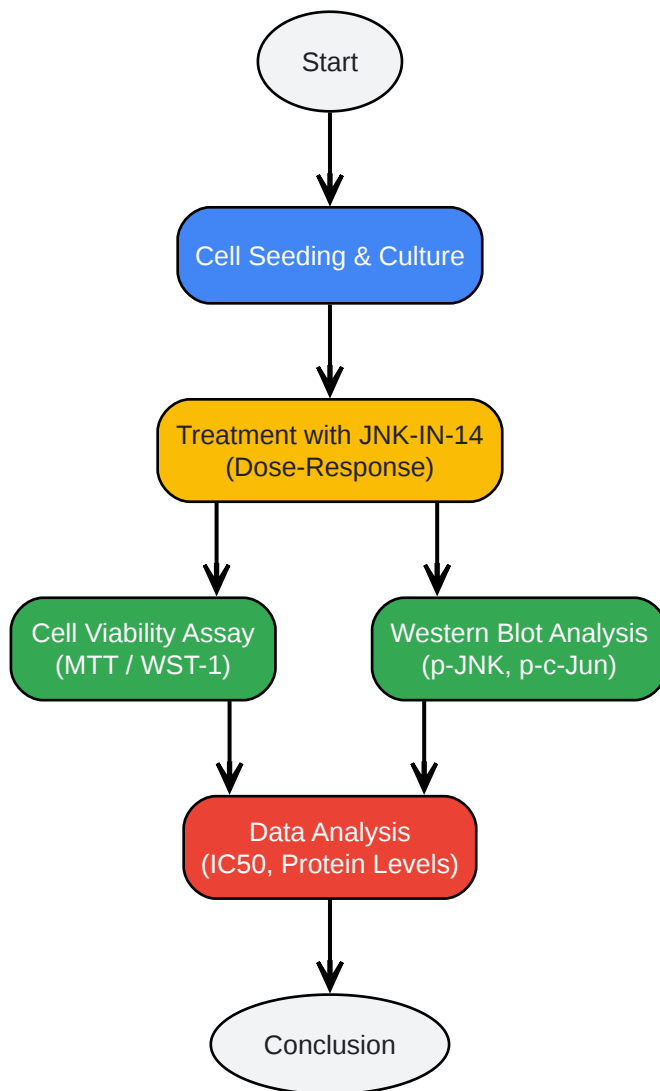 Start
Cell Seeding & Culture
Treatment with JNK-IN-14
(Dose-Response)
Cell Viability Assay
(MTT / WST-1)
Western Blot Analysis
(p-JNK, p-c-Jun)
Data Analysis
(IC50, Protein Levels)
Conclusion